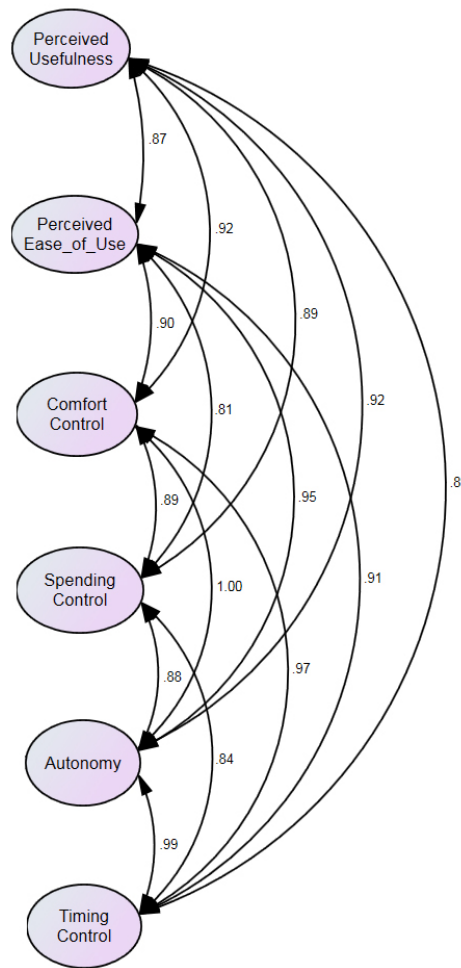 Perceived
Usefulness
.87
Perceived
Ease_of_Use
.92
.90
.89
Comfort
Control
.81
.92
.89
.95
.8
Spending
Control
1.00
.91
.88
.97
Autonomy
.84
.99
Timing
Control